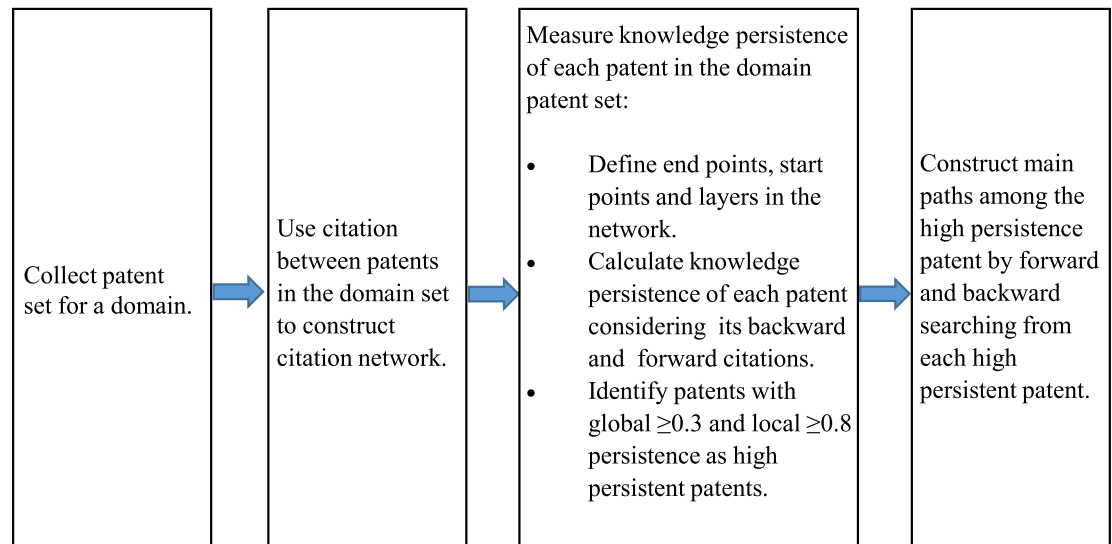 Collect patent
set for a domain.
Use citation
between patents
in the domain set
to construct
citation network.
Measure knowledge persistence
of each patent in the domain
patent set:
• Define end points, start
points and layers in the
network.
• Calculate knowledge
persistence of each patent
considering its backward
and forward citations.
• Identify patents with
global ≥0.3 and local ≥0.8
persistence as high
persistent patents.
Construct main
paths among the
high persistence
patent by forward
and backward
searching from
each high
persistent patent.